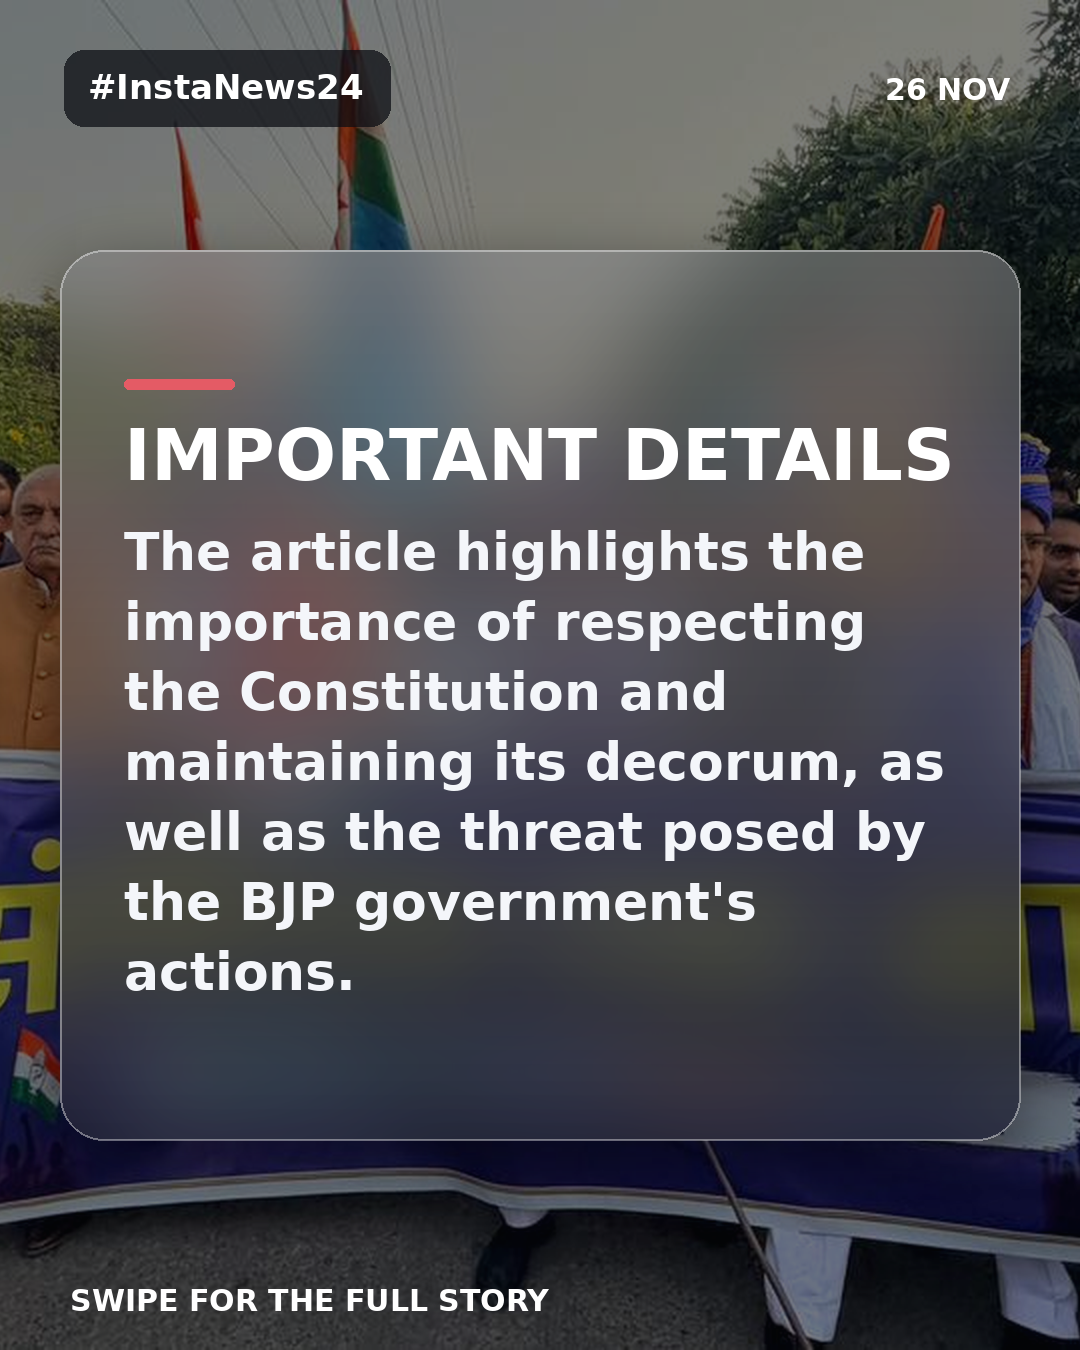 #InstaNews24
26 NOV
IMPORTANT DETAILS
The article highlights the
importance of respecting
the Constitution and
maintaining its decorum, as
well as the threat posed by
the BJP government's
actions.
SWIPE FOR THE FULL STORY